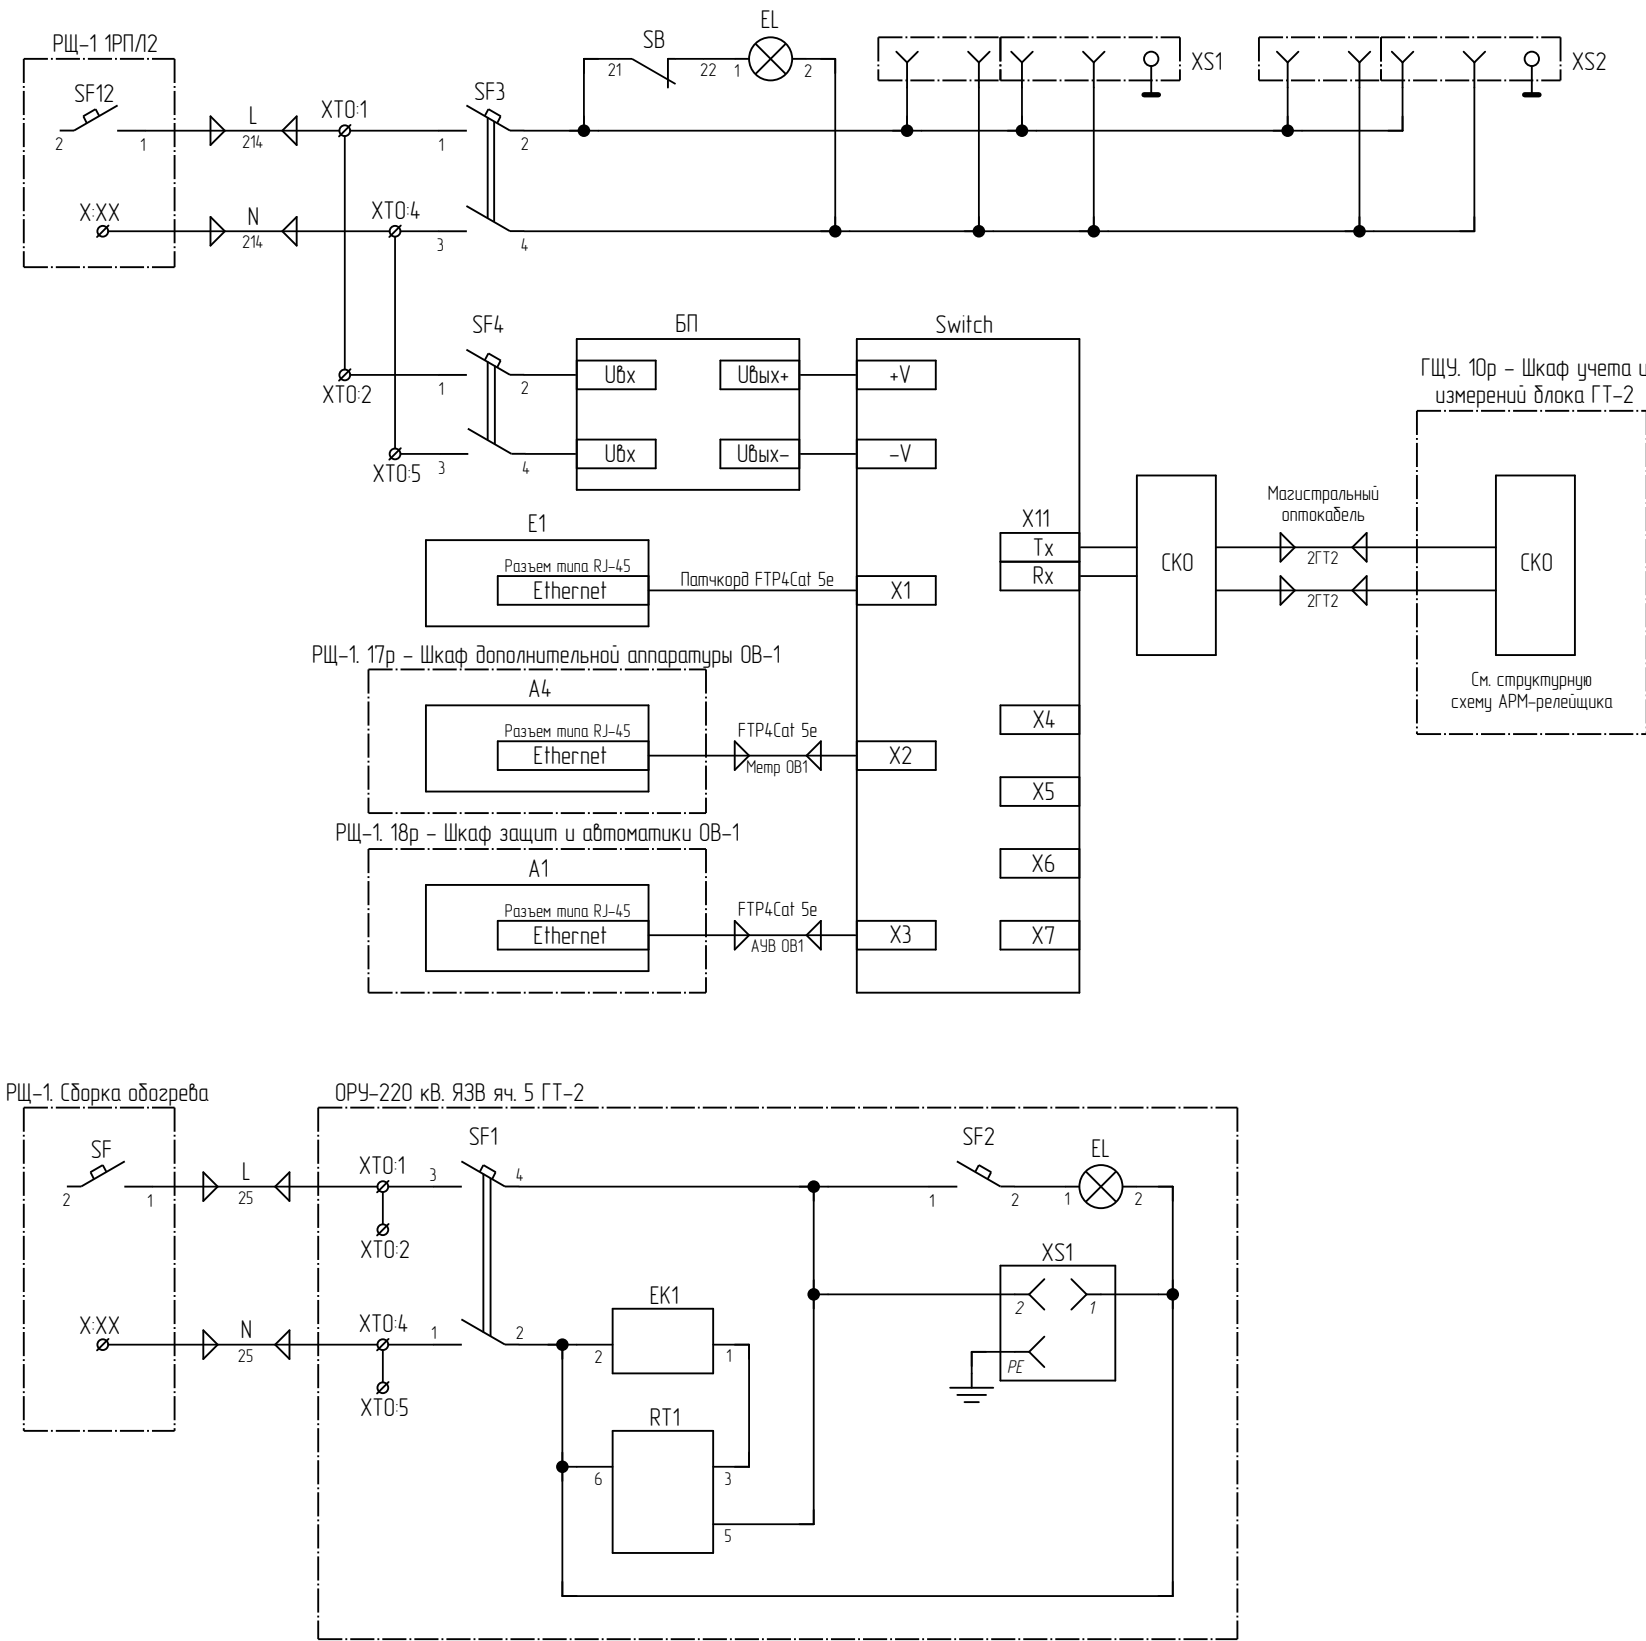 РЩ-1 1РПЛ2
SF12
2
1
X:XX
L
214
N
214
XT0:1
XT0:4
SF3
1
2
3
4
SB
21
22
EL
1
2
XS1
XS2
XT0:2
XT0:5
SF4
1
2
3
4
БП
Uвх
Uвых+
Uвх
Uвых-
Switch
+V
-V
X11
Tx
Rx
X1
X2
X3
X4
X5
X6
X7
E1
Разъем типа RJ-45
Ethernet
Патчкорд FTP4Cat 5e
РЩ-1. 17р - Шкаф дополнительной аппаратуры ОВ-1
A4
Разъем типа RJ-45
Ethernet
FTP4Cat 5e
Метр ОВ1
РЩ-1. 18р - Шкаф защит и автоматики ОВ-1
A1
Разъем типа RJ-45
Ethernet
FTP4Cat 5e
АУВ ОВ1
СКО
Магистральный
оптокабель
2ГТ2
2ГТ2
ГЩУ. 10р - Шкаф учета и
измерений блока ГТ-2
СКО
См. структурную
схему АРМ-релейщика
РЩ-1. Сборка обогрева
SF
2
1
X:XX
L
25
N
25
ОРУ-220 кВ. ЯЗВ яч. 5 ГТ-2
XT0:1
XT0:2
XT0:4
XT0:5
SF1
3
4
1
2
SF2
1
2
EL
1
2
XS1
2
1
PE
EK1
2
1
RT1
6
3
5